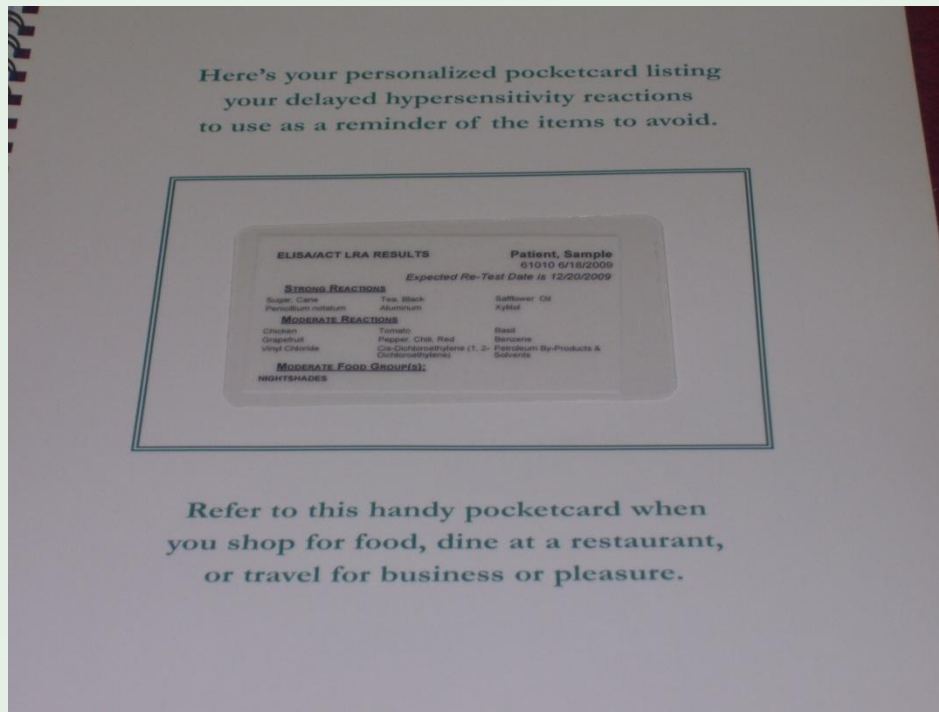 Here's your personalized pocketcard listing
your delayed hypersensitivity reactions
to use as a reminder of the items to avoid.
ELISA/ACT LRA RESULTS Patient, Sample
61010 6/18/2009
Expected Re-Test Date is 12/20/2009
STRONG REACTIONS
Sugar, Cane Tea, Black Safflower Oil
Penicillium notatum Aluminum Xylitol
MODERATE REACTIONS
Chicken Tomato Basil
Grapefruit Pepper, Chili, Red Benzene
Vinyl Chloride Cis-Dichloroethylene (1, 2- Petroleum By-Products &
Dichloroethylene) Solvents
MODERATE FOOD GROUP(S):
NIGHTSHADES
Refer to this handy pocketcard when
you shop for food, dine at a restaurant,
or travel for business or pleasure.